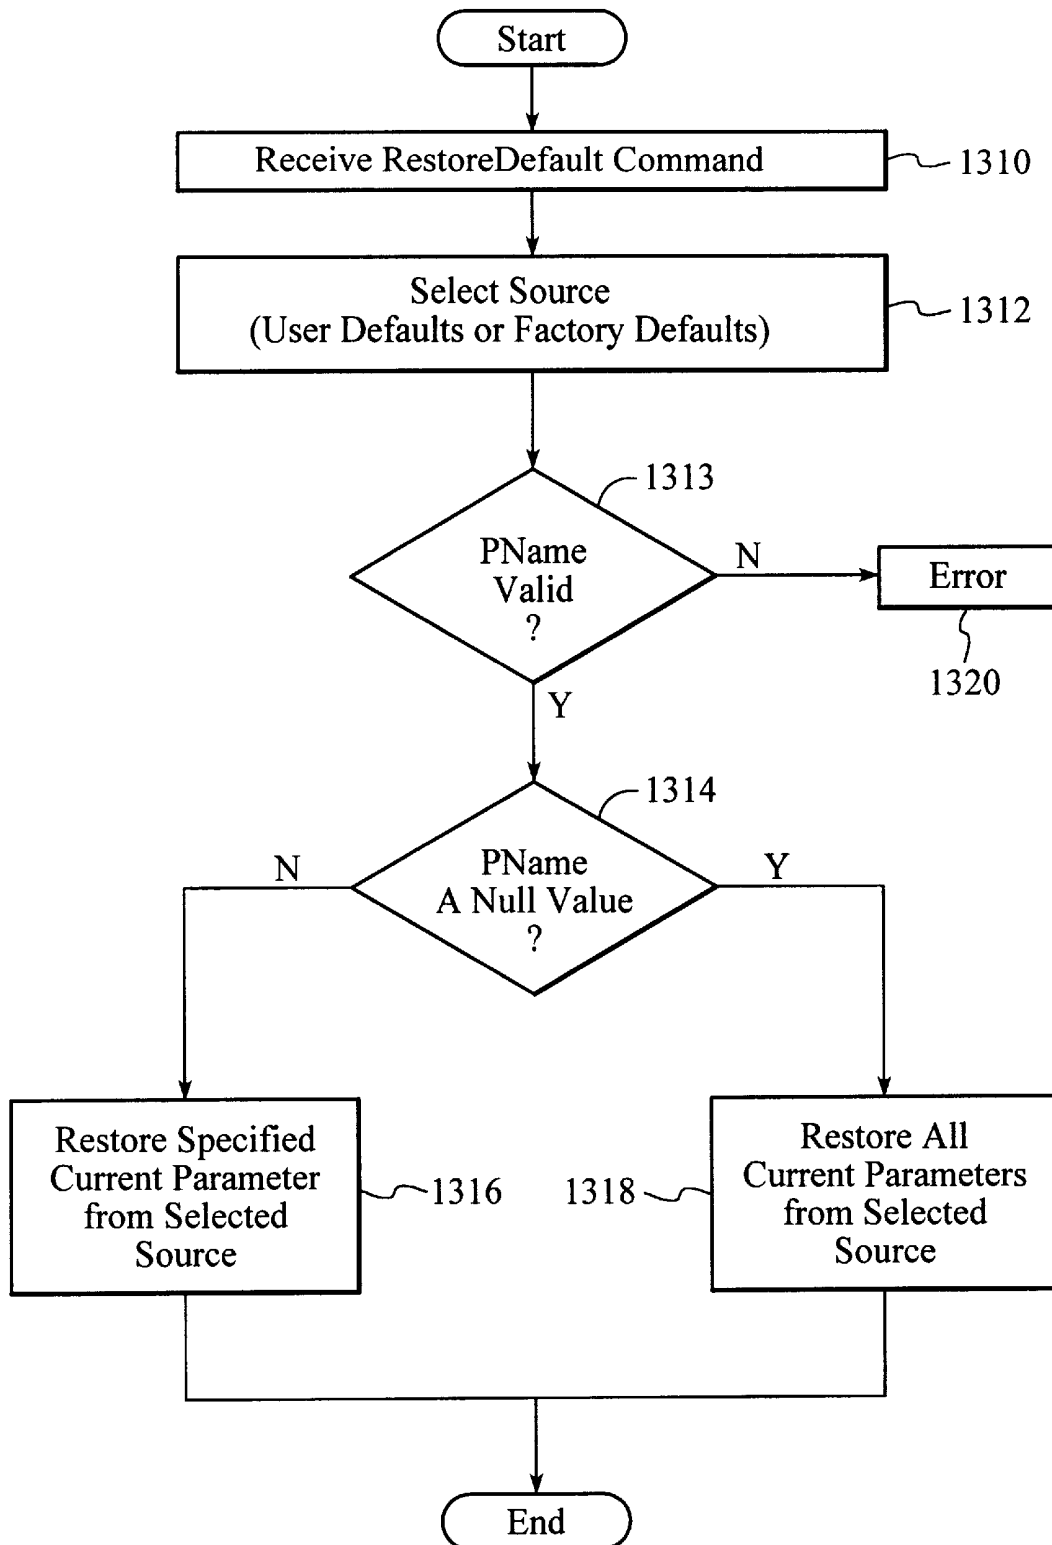 Start
Receive RestoreDefault Command
1310
Select Source
(User Defaults or Factory Defaults)
1312
1313
PName
Valid
?
N
Error
1320
Y
1314
PName
A Null Value
?
N
Y
Restore Specified
Current Parameter
from Selected
Source
1316
1318
Restore All
Current Parameters
from Selected
Source
End